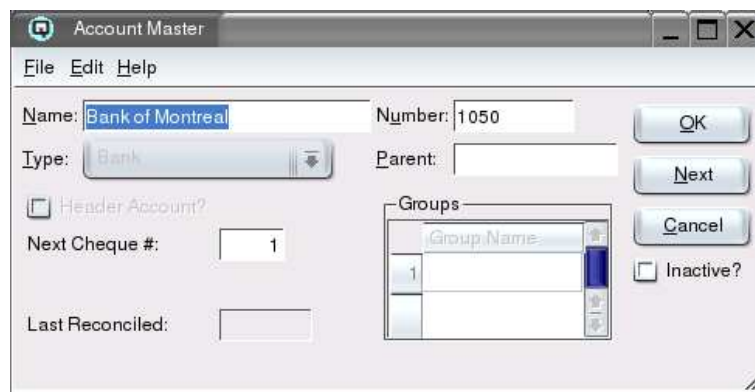 Account Master
File Edit Help
Name: Bank of Montreal Number: 1050 OK
Type: Bank Parent: Next
Header Account? Groups
Group Name Cancel
Next Cheque #: 1
1 Inactive?
Last Reconciled: